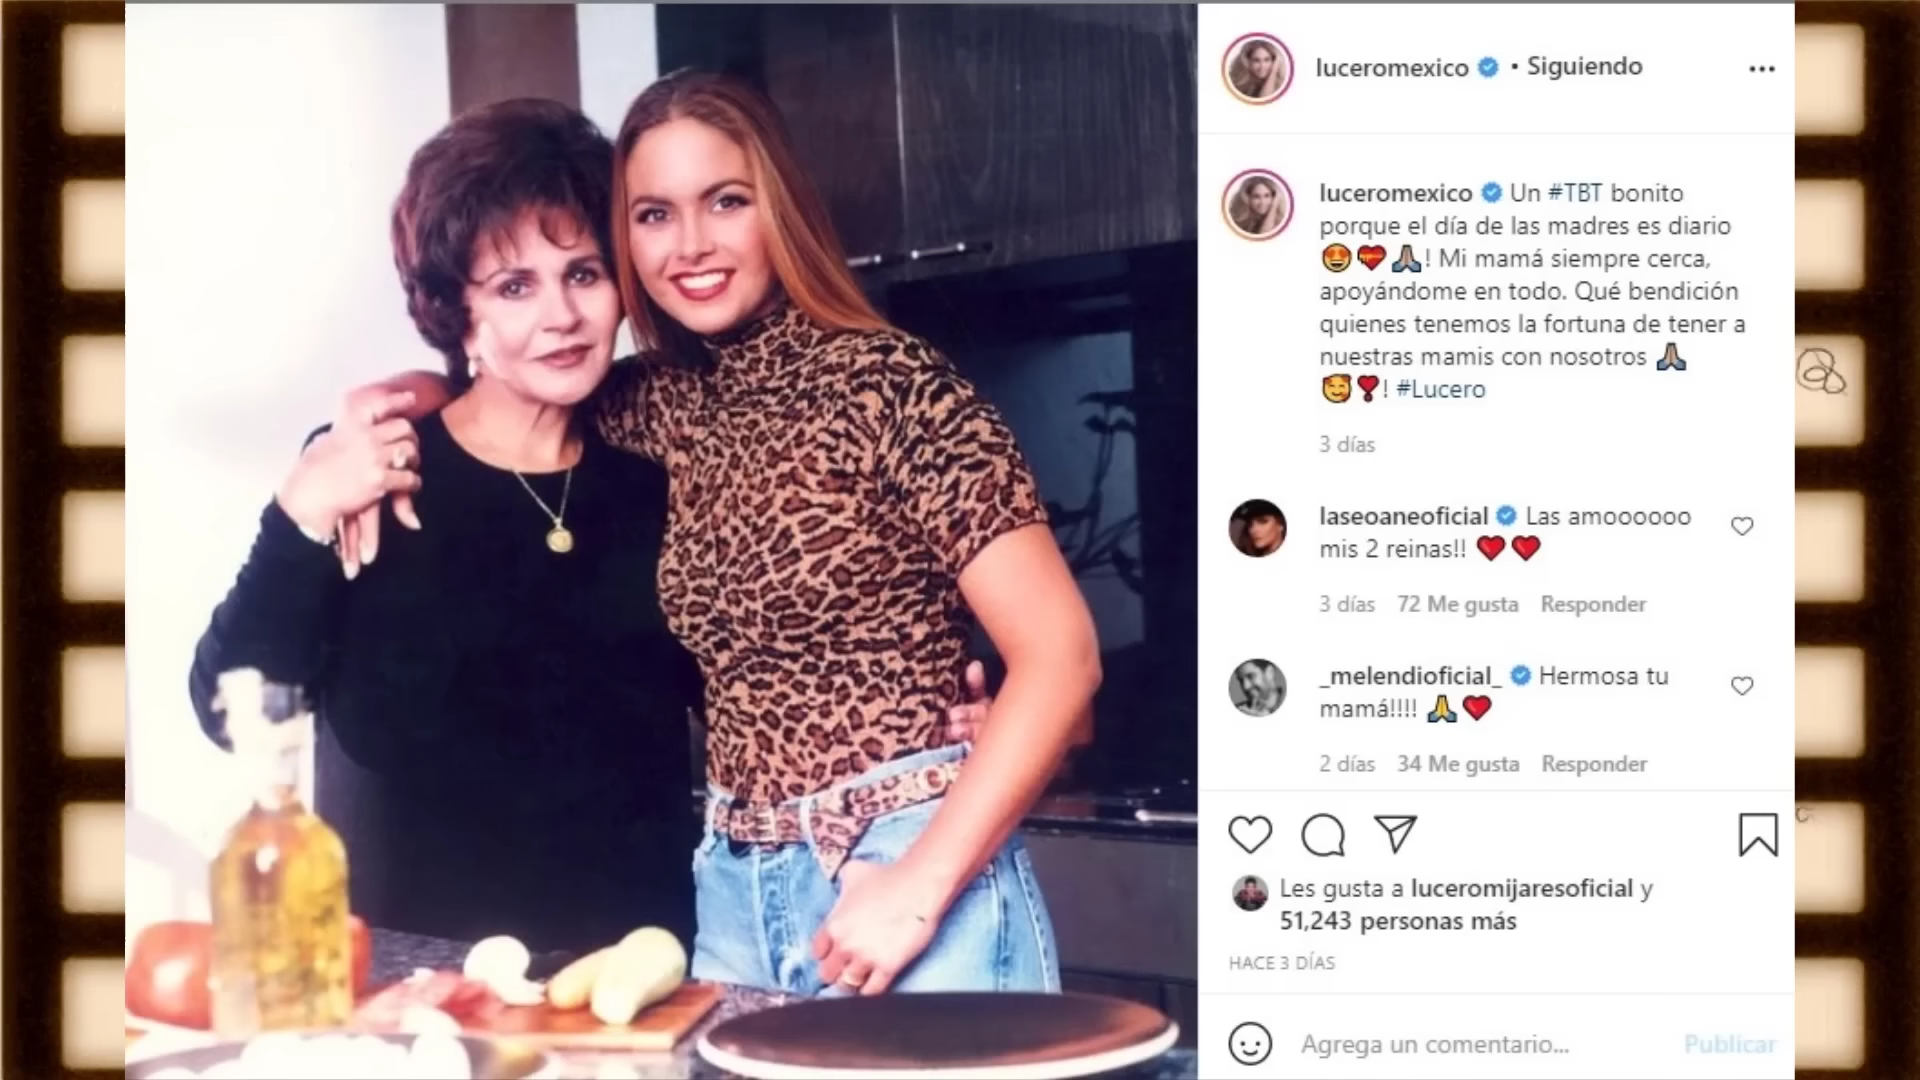 luceromexico • Siguiendo
luceromexico Un #TBT bonito
porque el día de las madres es diario
😍💝🙏🏼! Mi mamá siempre cerca,
apoyándome en todo. Qué bendición
quienes tenemos la fortuna de tener a
nuestras mamis con nosotros 🙏🏼
🥰❣️! #Lucero
3 días
laseoaneoficial Las amoooooo
mis 2 reinas!! ❤️❤️
3 días 72 Me gusta Responder
_melendioficial_ Hermosa tu
mamá!!!! 🙏❤️
2 días 34 Me gusta Responder
Les gusta a luceromijaresoficial y
51,243 personas más
HACE 3 DÍAS
Agrega un comentario... Publicar